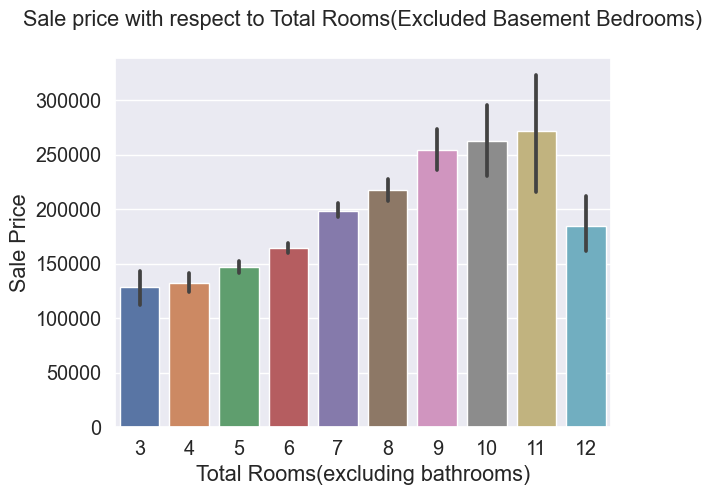 Sale price with respect to Total Rooms(Excluded Basement Bedrooms)
300000
250000
200000
150000
100000
50000
0
Sale Price
3 4 5 6 7 8 9 10 11 12
Total Rooms(excluding bathrooms)